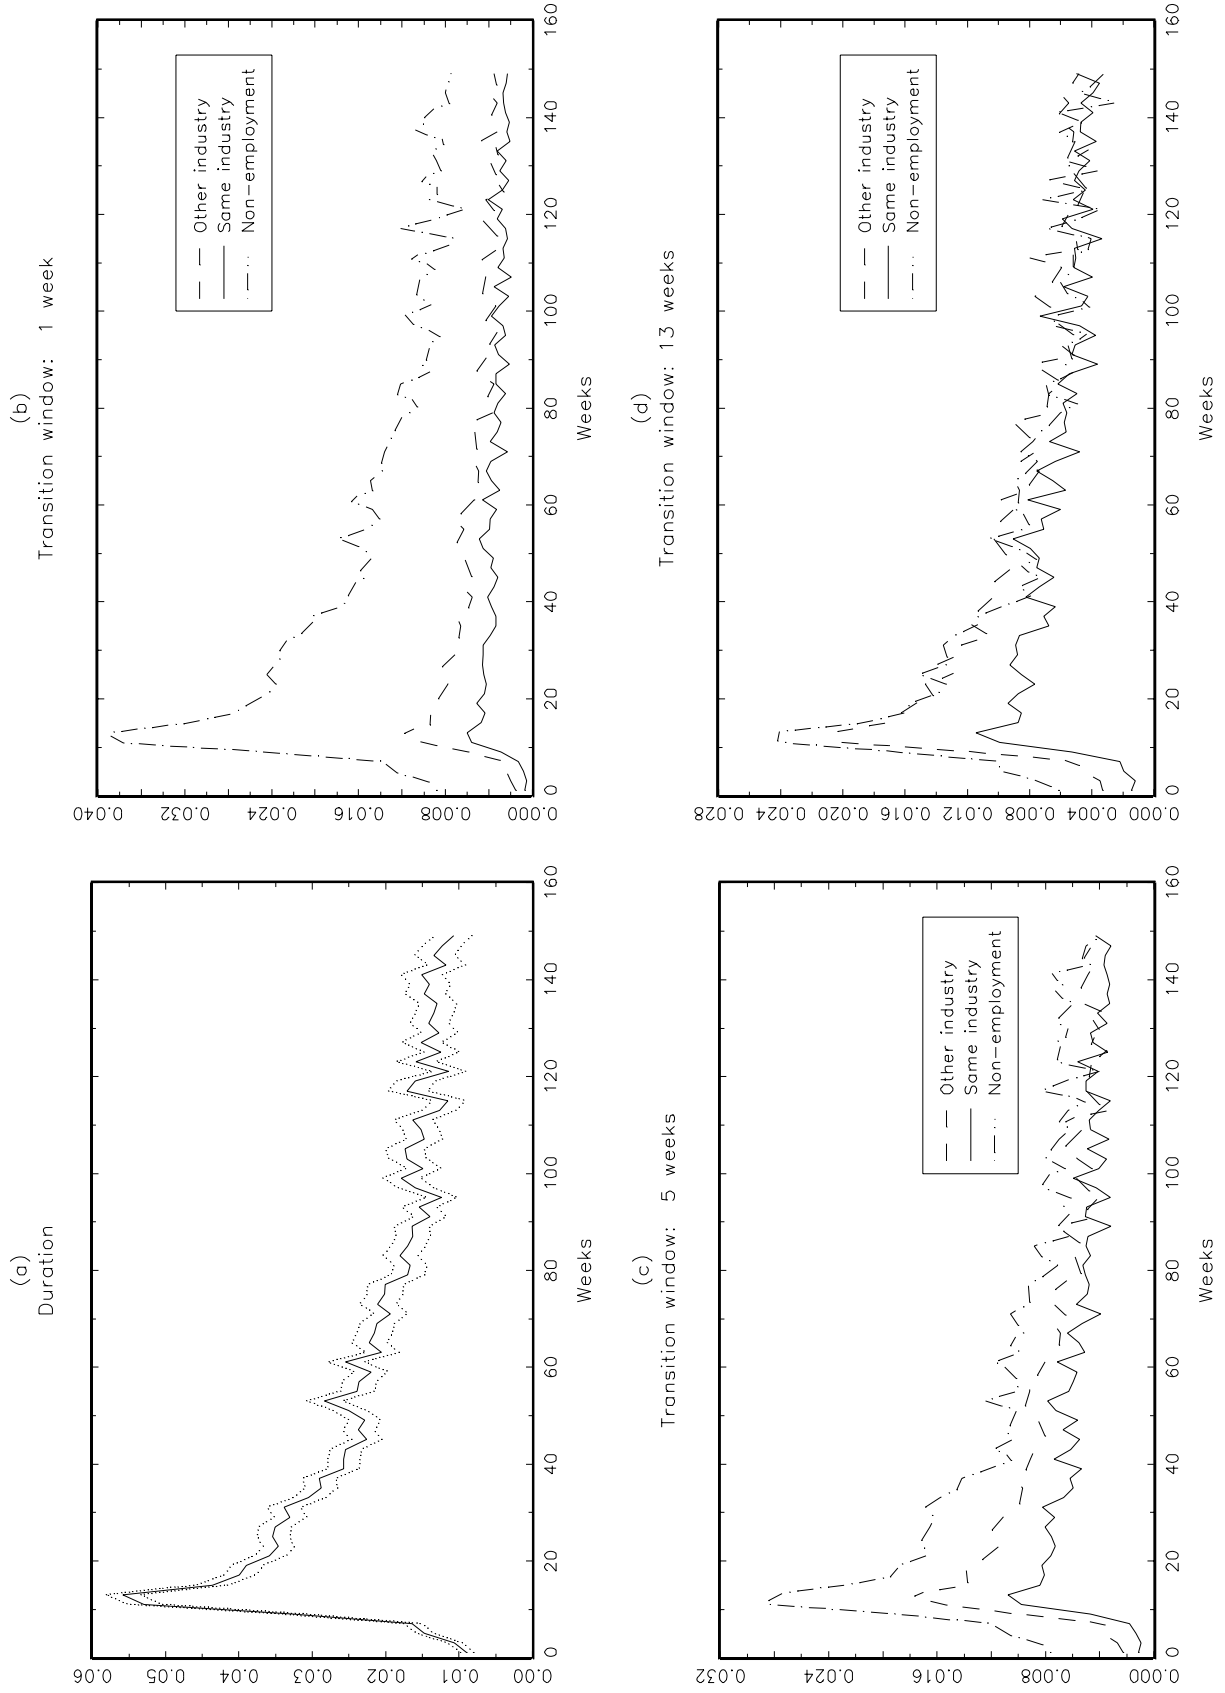 (a)
Duration
0.06
0.05
0.04
0.03
0.02
0.01
0.00
0 20 40 60 80 100 120 140 160
Weeks
(b)
Transition window: 1 week
0.040
0.032
0.024
0.016
0.008
0.000
Other industry
Same industry
Non-employment
0 20 40 60 80 100 120 140 160
Weeks
(c)
Transition window: 5 weeks
0.032
0.024
0.016
0.008
0.000
Other industry
Same industry
Non-employment
0 20 40 60 80 100 120 140 160
Weeks
(d)
Transition window: 13 weeks
0.028
0.024
0.020
0.016
0.012
0.008
0.004
0.000
Other industry
Same industry
Non-employment
0 20 40 60 80 100 120 140 160
Weeks